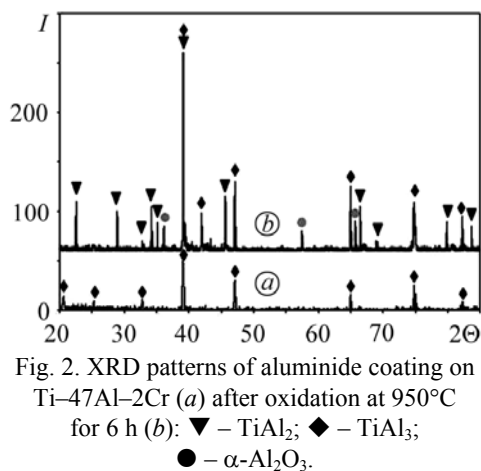 I
300
200
100
0
b
a
20 30 40 50 60 70 2Θ
Fig. 2. XRD patterns of aluminide coating on
Ti–47Al–2Cr (a) after oxidation at 950°C
for 6 h (b): ▼ – TiAl₂; ◆ – TiAl₃;
● – α-Al₂O₃.